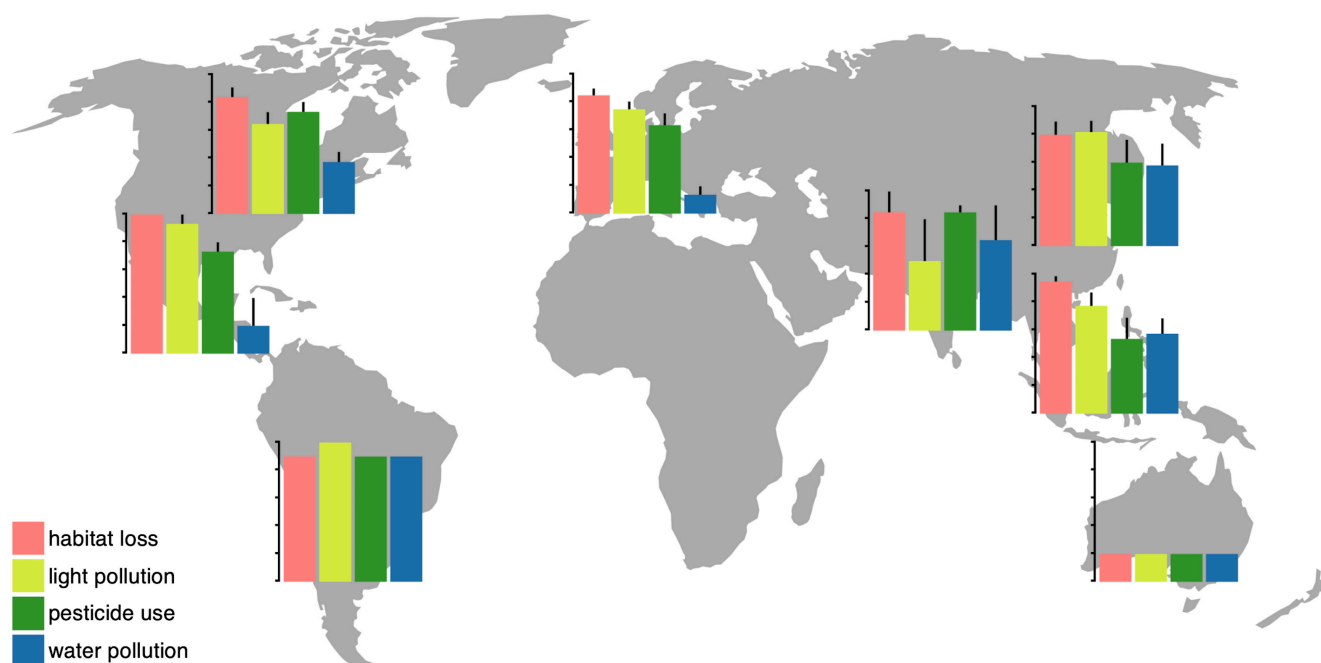 habitat loss
light pollution
pesticide use
water pollution